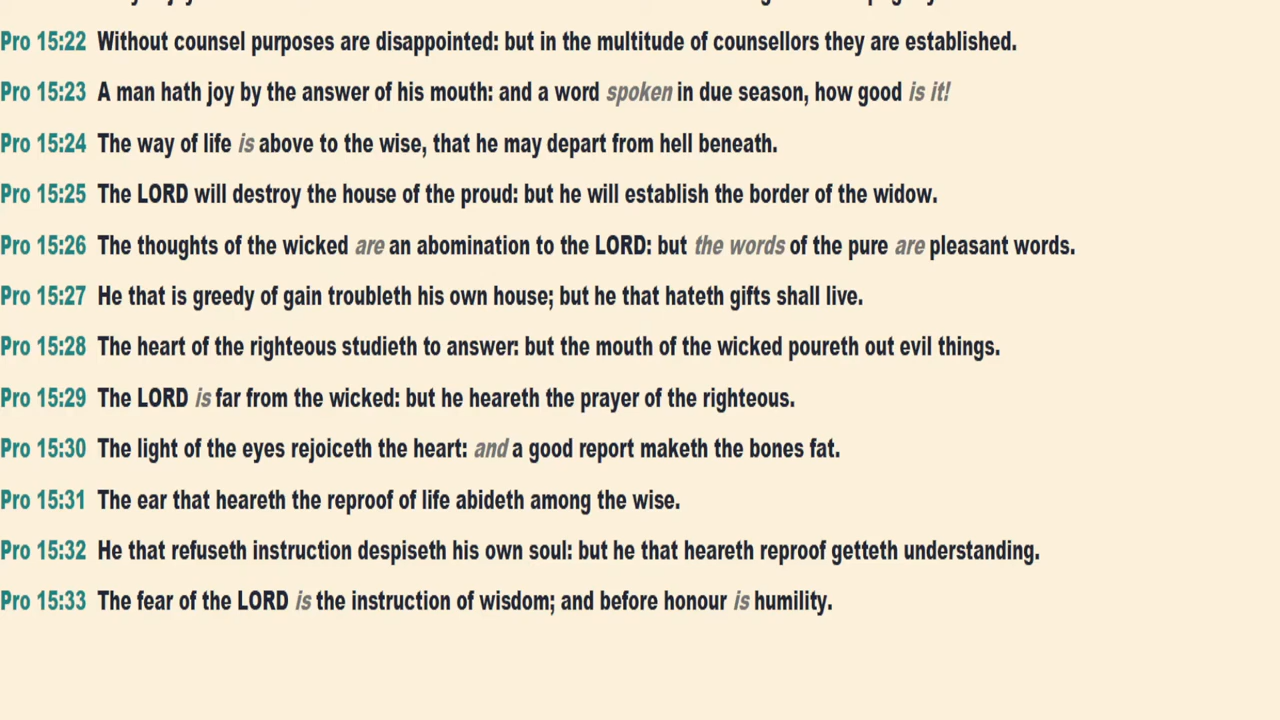 Pro 15:22 Without counsel purposes are disappointed: but in the multitude of counsellors they are established.
Pro 15:23 A man hath joy by the answer of his mouth: and a word spoken in due season, how good is it!
Pro 15:24 The way of life is above to the wise, that he may depart from hell beneath.
Pro 15:25 The LORD will destroy the house of the proud: but he will establish the border of the widow.
Pro 15:26 The thoughts of the wicked are an abomination to the LORD: but the words of the pure are pleasant words.
Pro 15:27 He that is greedy of gain troubleth his own house; but he that hateth gifts shall live.
Pro 15:28 The heart of the righteous studieth to answer: but the mouth of the wicked poureth out evil things.
Pro 15:29 The LORD is far from the wicked: but he heareth the prayer of the righteous.
Pro 15:30 The light of the eyes rejoiceth the heart: and a good report maketh the bones fat.
Pro 15:31 The ear that heareth the reproof of life abideth among the wise.
Pro 15:32 He that refuseth instruction despiseth his own soul: but he that heareth reproof getteth understanding.
Pro 15:33 The fear of the LORD is the instruction of wisdom; and before honour is humility.